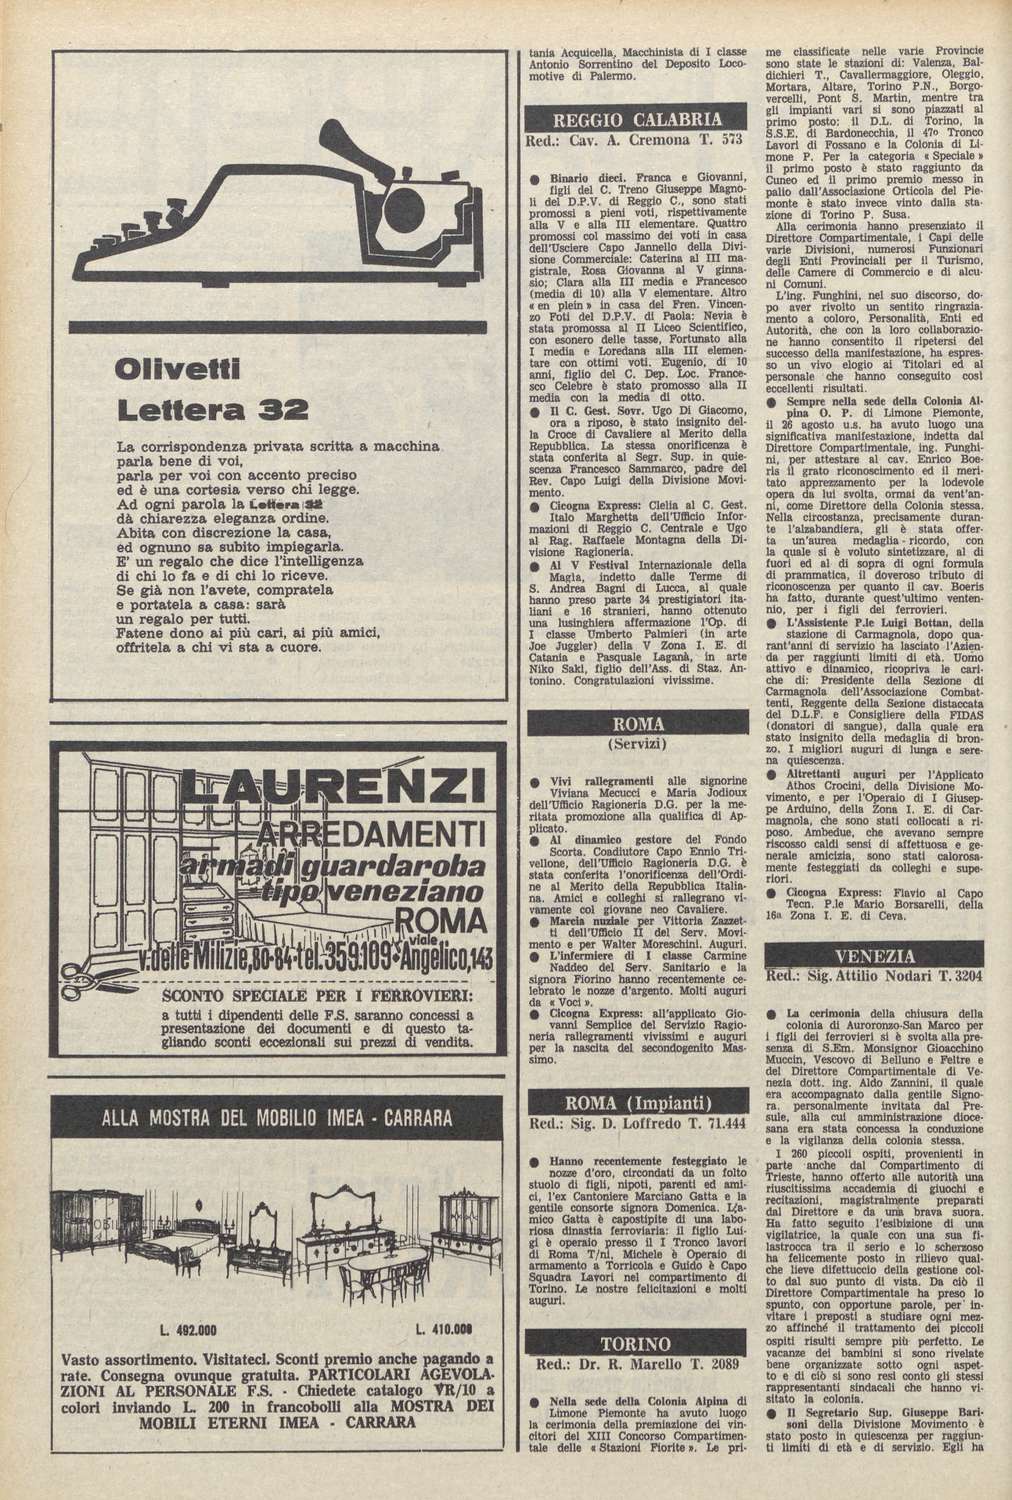 Olivetti
Lettera 32
La corrispondenza privata scritta a macchina
parla bene di voi,
parla per voi con accento preciso
ed è una cortesia verso chi legge.
Ad ogni parola la Lettera 32
dà chiarezza eleganza ordine.
Abita con discrezione la casa,
ed ognuno sa subito impiegarla.
E' un regalo che dice l'intelligenza
di chi lo fa e di chi lo riceve.
Se già non l'avete, compratela
e portatela a casa: sarà
un regalo per tutti.
Fatene dono ai più cari, ai più amici,
offritela a chi vi sta a cuore.
LAURENZI
ARREDAMENTI
armadi guardaroba
tipo veneziano
ROMA
v.delle Milizie,80-84-tel.359.109+viale Angelico,143
SCONTO SPECIALE PER I FERROVIERI:
a tutti i dipendenti delle F.S. saranno concessi a
presentazione dei documenti e di questo ta-
gliando sconti eccezionali sui prezzi di vendita.
ALLA MOSTRA DEL MOBILIO IMEA - CARRARA
L. 492.000
L. 410.000
Vasto assortimento. Visitateci. Sconti premio anche pagando a
rate. Consegna ovunque gratuita. PARTICOLARI AGEVOLA-
ZIONI AL PERSONALE F.S. - Chiedete catalogo VR/10 a
colori inviando L. 200 in francobolli alla MOSTRA DEI
MOBILI ETERNI IMEA - CARRARA
tania Acquicella, Macchinista di I classe
Antonio Sorrentino del Deposito Loco-
motive di Palermo.
REGGIO CALABRIA
Red.: Cav. A. Cremona T. 573
● Binario dieci. Franca e Giovanni,
figli del C. Treno Giuseppe Magno-
li del D.P.V. di Reggio C., sono stati
promossi a pieni voti, rispettivamente
alla V e alla III elementare. Quattro
promossi col massimo dei voti in casa
dell'Usciere Capo Jannello della Divi-
sione Commerciale: Caterina al III ma-
gistrale, Rosa Giovanna al V ginna-
sio; Clara alla III media e Francesco
(media di 10) alla V elementare. Altro
« en plein » in casa del Fren. Vincen-
zo Foti del D.P.V. di Paola: Nevia è
stata promossa al II Liceo Scientifico,
con esonero delle tasse, Fortunato alla
I media e Loredana alla III elemen-
tare con ottimi voti. Eugenio, di 10
anni, figlio del C. Dep. Loc. France-
sco Celebre è stato promosso alla II
media con la media di otto.
● Il C. Gest. Sovr. Ugo Di Giacomo,
ora a riposo, è stato insignito del-
la Croce di Cavaliere al Merito della
Repubblica. La stessa onorificenza è
stata conferita al Segr. Sup. in quie-
scenza Francesco Sammarco, padre del
Rev. Capo Luigi della Divisione Movi-
mento.
● Cicogna Express: Clelia al C. Gest.
Italo Marghetta dell'Ufficio Infor-
mazioni di Reggio C. Centrale e Ugo
al Rag. Raffaele Montagna della Di-
visione Ragioneria.
● Al V Festival Internazionale della
Magia, indetto dalle Terme di
S. Andrea Bagni di Lucca, al quale
hanno preso parte 34 prestigiatori ita-
liani e 16 stranieri, hanno ottenuto
una lusinghiera affermazione l'Op. di
I classe Umberto Palmieri (in arte
Joe Juggler) della V Zona I. E. di
Catania e Pasquale Laganà, in arte
Niko Saki, figlio dell'Ass. di Staz. An-
tonino. Congratulazioni vivissime.
ROMA
(Servizi)
● Vivi rallegramenti alle signorine
Viviana Mecucci e Maria Jodioux
dell'Ufficio Ragioneria D.G. per la me-
ritata promozione alla qualifica di Ap-
plicato.
● Al dinamico gestore del Fondo
Scorta. Coadiutore Capo Ennio Tri-
vellone, dell'Ufficio Ragioneria D.G. è
stata conferita l'onorificenza dell'Ordi-
ne al Merito della Repubblica Italia-
na. Amici e colleghi si rallegrano vi-
vamente col giovane neo Cavaliere.
● Marcia nuziale per Vittoria Zazzet-
ti dell'Ufficio II del Serv. Movi-
mento e per Walter Moreschini. Auguri.
● L'infermiere di I classe Carmine
Naddeo del Serv. Sanitario e la
signora Fiorino hanno recentemente ce-
lebrato le nozze d'argento. Molti auguri
da « Voci ».
● Cicogna Express: all'applicato Gio-
vanni Semplice del Servizio Ragio-
neria rallegramenti vivissimi e auguri
per la nascita del secondogenito Mas-
simo.
ROMA (Impianti)
Red.: Sig. D. Loffredo T. 71.444
● Hanno recentemente festeggiato le
nozze d'oro, circondati da un folto
stuolo di figli, nipoti, parenti ed ami-
ci, l'ex Cantoniere Marciano Gatta e la
gentile consorte signora Domenica. L'a-
mico Gatta è capostipite di una labo-
riosa dinastia ferroviaria: il figlio Lui-
gi è operaio presso il I Tronco lavori
di Roma T/ni, Michele è Operaio di
armamento a Torricola e Guido è Capo
Squadra Lavori nel compartimento di
Torino. Le nostre felicitazioni e molti
auguri.
TORINO
Red.: Dr. R. Marello T. 2089
● Nella sede della Colonia Alpina di
Limone Piemonte ha avuto luogo
la cerimonia della premiazione dei vin-
citori del XIII Concorso Compartimen-
tale delle « Stazioni Fiorite ». Le pri-
me classificate nelle varie Provincie
sono state le stazioni di: Valenza, Bal-
dichieri T., Cavallermaggiore, Oleggio,
Mortara, Altare, Torino P.N., Borgo-
vercelli, Pont S. Martin, mentre tra
gli impianti vari si sono piazzati al
primo posto: il D.L. di Torino, la
S.S.E. di Bardonecchia, il 47o Tronco
Lavori di Fossano e la Colonia di Li-
mone P. Per la categoria « Speciale »
il primo posto è stato raggiunto da
Cuneo ed il primo premio messo in
palio dall'Associazione Orticola del Pie-
monte è stato invece vinto dalla sta-
zione di Torino P. Susa.
Alla cerimonia hanno presenziato il
Direttore Compartimentale, i Capi delle
varie Divisioni, numerosi Funzionari
degli Enti Provinciali per il Turismo,
delle Camere di Commercio e di alcu-
ni Comuni.
L'ing. Funghini, nel suo discorso, do-
po aver rivolto un sentito ringrazia-
mento a coloro, Personalità, Enti ed
Autorità, che con la loro collaborazio-
ne hanno consentito il ripetersi del
successo della manifestazione, ha espres-
so un vivo elogio ai Titolari ed al
personale che hanno conseguito così
eccellenti risultati.
● Sempre nella sede della Colonia Al-
pina O. P. di Limone Piemonte,
il 26 agosto u.s. ha avuto luogo una
significativa manifestazione, indetta dal
Direttore Compartimentale, ing. Funghi-
ni, per attestare al cav. Enrico Boe-
ris il grato riconoscimento ed il meri-
tato apprezzamento per la lodevole
opera da lui svolta, ormai da vent'an-
ni, come Direttore della Colonia stessa.
Nella circostanza, precisamente duran-
te l'alzabandiera, gli è stata offer-
ta un'aurea medaglia - ricordo, con
la quale si è voluto sintetizzare, al di
fuori ed al di sopra di ogni formula
di prammatica, il doveroso tributo di
riconoscenza per quanto il cav. Boeris
ha fatto, durante quest'ultimo venten-
nio, per i figli dei ferrovieri.
● L'Assistente P.le Luigi Bottan, della
stazione di Carmagnola, dopo qua-
rant'anni di servizio ha lasciato l'Azien-
da per raggiunti limiti di età. Uomo
attivo e dinamico, ricopriva le cari-
che di: Presidente della Sezione di
Carmagnola dell'Associazione Combat-
tenti, Reggente della Sezione distaccata
del D.L.F. e Consigliere della FIDAS
(donatori di sangue), dalla quale era
stato insignito della medaglia di bron-
zo. I migliori auguri di lunga e sere-
na quiescenza.
● Altrettanti auguri per l'Applicato
Athos Crocini, della Divisione Mo-
vimento, e per l'Operaio di I Giusep-
pe Arduino, della Zona I. E. di Car-
magnola, che sono stati collocati a ri-
poso. Ambedue, che avevano sempre
riscosso caldi sensi di affettuosa e ge-
nerale amicizia, sono stati calorosa-
mente festeggiati da colleghi e supe-
riori.
● Cicogna Express: Flavio al Capo
Tecn. P.le Mario Borsarelli, della
16a Zona I. E. di Ceva.
VENEZIA
Red.: Sig. Attilio Nodari T. 3204
● La cerimonia della chiusura della
colonia di Auroronzo-San Marco per
i figli dei ferrovieri si è svolta alla pre-
senza di S.Em. Monsignor Gioacchino
Muccin, Vescovo di Belluno e Feltre e
del Direttore Compartimentale di Ve-
nezia dott. ing. Aldo Zannini, il quale
era accompagnato dalla gentile Signo-
ra. personalmente invitata dal Pre-
sule, alla cui amministrazione dioce-
sana era stata concessa la conduzione
e la vigilanza della colonia stessa.
I 260 piccoli ospiti, provenienti in
parte anche dal Compartimento di
Trieste, hanno offerto alle autorità una
riuscitissima accademia di giuochi e
recitazioni, magistralmente preparati
dal Direttore e da una brava suora.
Ha fatto seguito l'esibizione di una
vigilatrice, la quale con una sua fi-
lastrocca tra il serio e lo scherzoso
ha felicemente posto in rilievo qual-
che lieve difettuccio della gestione col-
to dal suo punto di vista. Da ciò il
Direttore Compartimentale ha preso lo
spunto, con opportune parole, per in-
vitare i preposti a studiare ogni mez-
zo affinché il trattamento dei piccoli
ospiti risulti sempre più perfetto. Le
vacanze dei bambini si sono rivelate
bene organizzate sotto ogni aspet-
to e di ciò si sono resi conto gli stessi
rappresentanti sindacali che hanno vi-
sitato la colonia.
● Il Segretario Sup. Giuseppe Bari-
soni della Divisione Movimento è
stato posto in quiescenza per raggiun-
ti limiti di età e di servizio. Egli ha